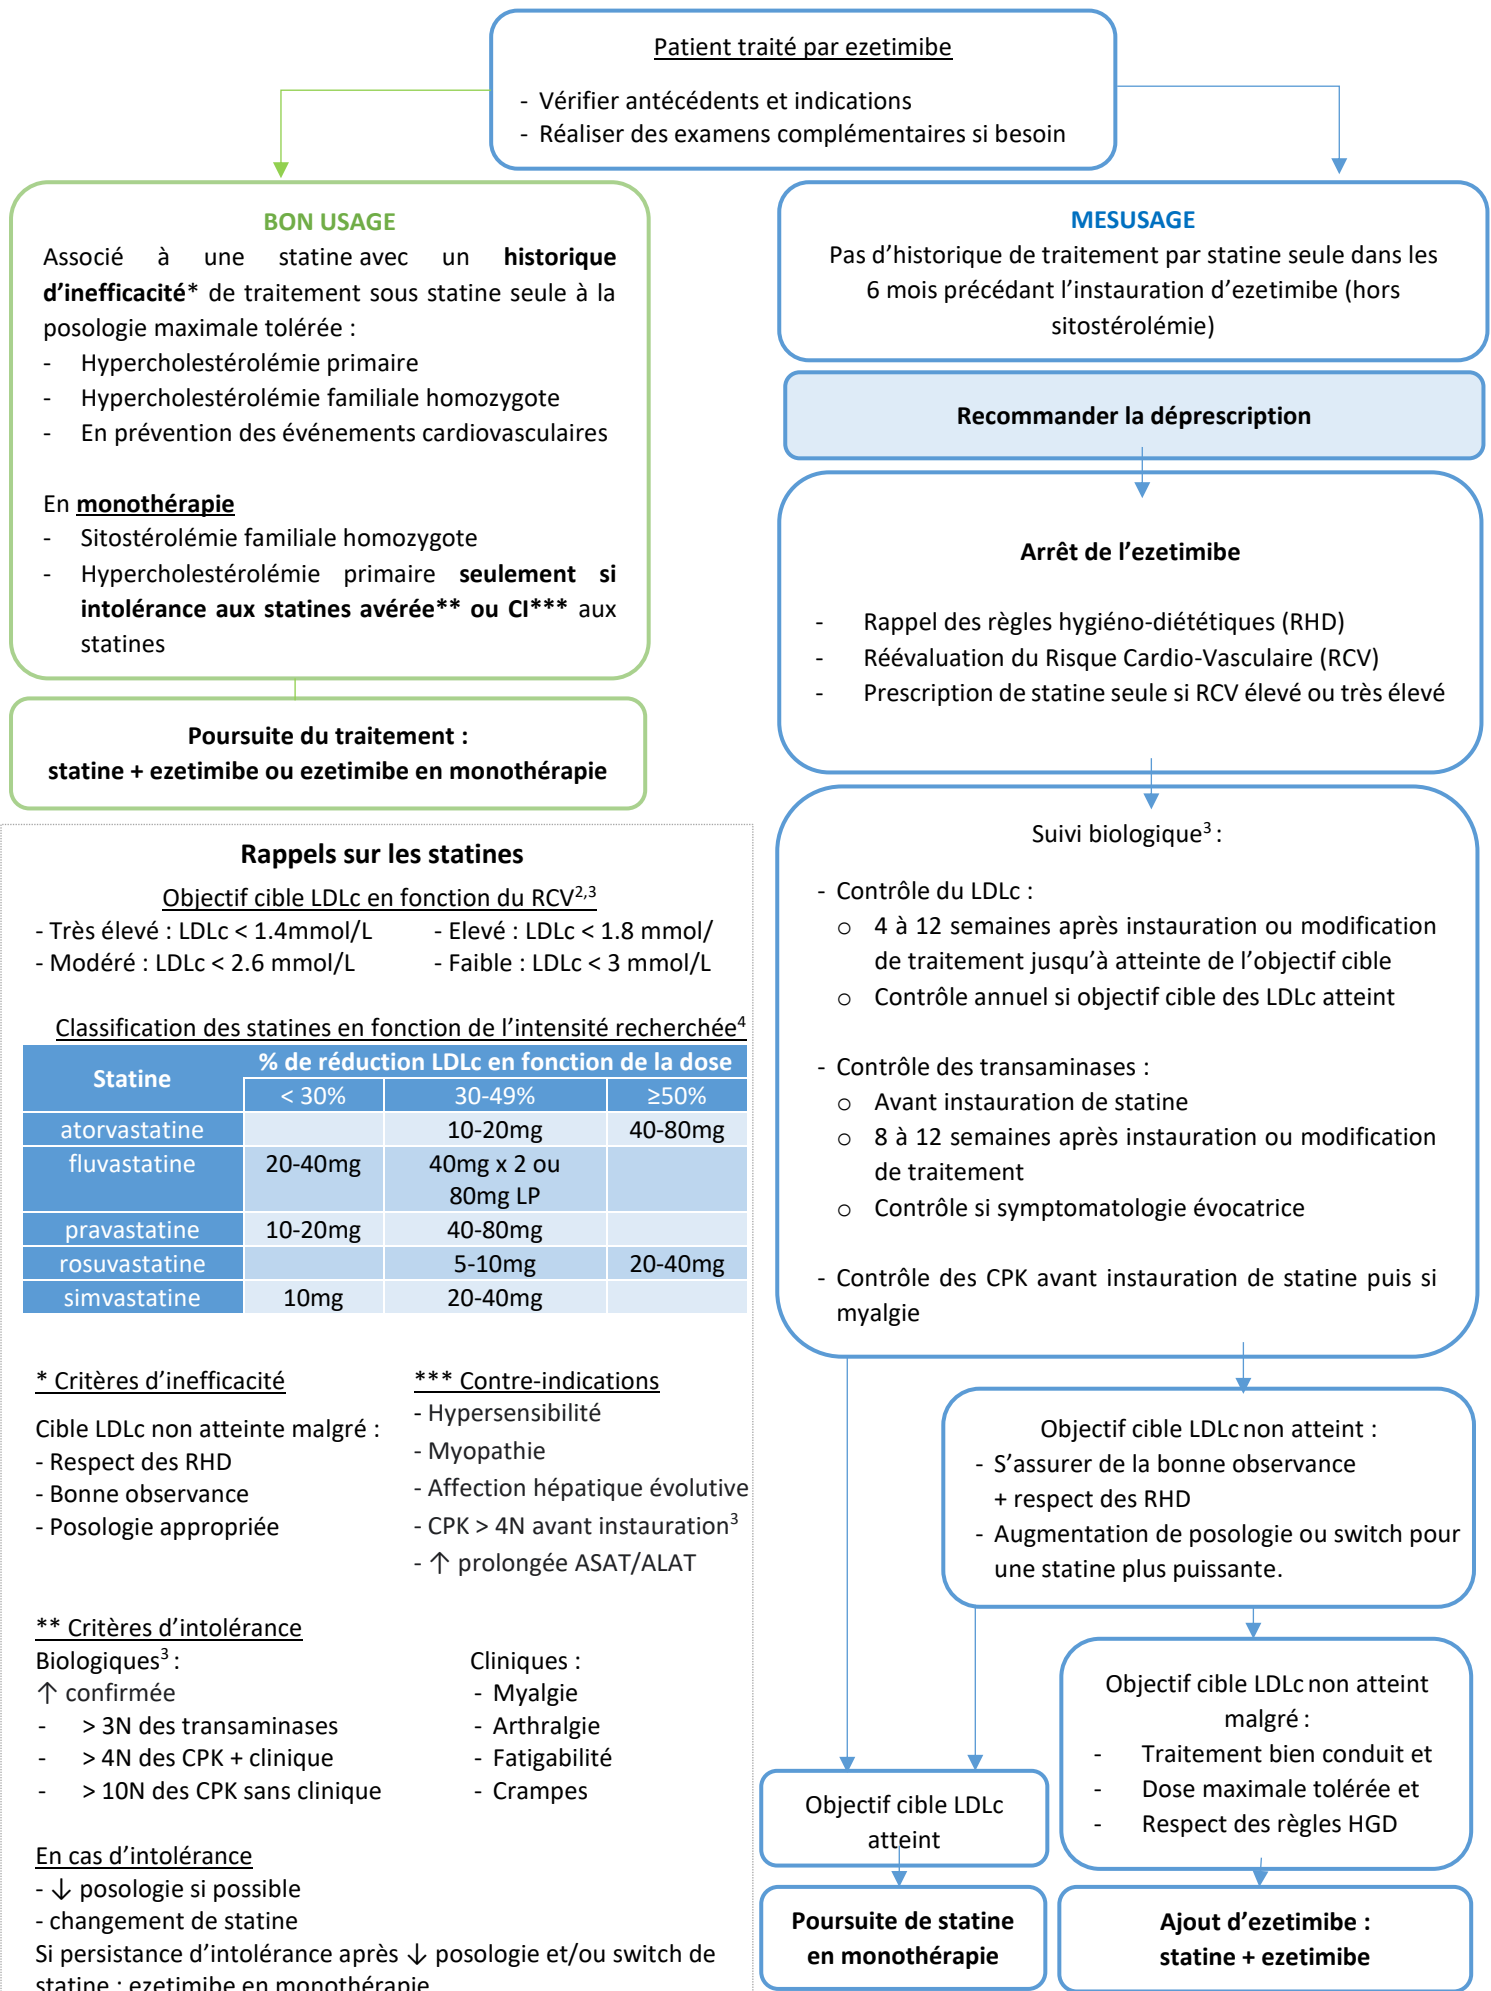 Patient traité par ezetimibe
- Vérifier antécédents et indications
- Réaliser des examens complémentaires si besoin
BON USAGE
Associé à une statine avec un historique
d’inefficacité* de traitement sous statine seule à la
posologie maximale tolérée :
- Hypercholestérolémie primaire
- Hypercholestérolémie familiale homozygote
- En prévention des événements cardiovasculaires
En monothérapie
- Sitostérolémie familiale homozygote
- Hypercholestérolémie primaire seulement si
intolérance aux statines avérée** ou CI*** aux
statines
Poursuite du traitement :
statine + ezetimibe ou ezetimibe en monothérapie
MESUSAGE
Pas d’historique de traitement par statine seule dans les
6 mois précédant l’instauration d’ezetimibe (hors
sitostérolémie)
Recommander la déprescription
Arrêt de l’ezetimibe
- Rappel des règles hygiéno-diététiques (RHD)
- Réévaluation du Risque Cardio-Vasculaire (RCV)
- Prescription de statine seule si RCV élevé ou très élevé
Suivi biologique3 :
- Contrôle du LDLc :
o 4 à 12 semaines après instauration ou modification
de traitement jusqu’à atteinte de l’objectif cible
o Contrôle annuel si objectif cible des LDLc atteint
- Contrôle des transaminases :
o Avant instauration de statine
o 8 à 12 semaines après instauration ou modification
de traitement
o Contrôle si symptomatologie évocatrice
- Contrôle des CPK avant instauration de statine puis si
myalgie
Objectif cible LDLc non atteint :
- S’assurer de la bonne observance
+ respect des RHD
- Augmentation de posologie ou switch pour
une statine plus puissante.
Objectif cible LDLc non atteint
malgré :
- Traitement bien conduit et
- Dose maximale tolérée et
- Respect des règles HGD
Objectif cible LDLc
atteint
Poursuite de statine
en monothérapie
Ajout d’ezetimibe :
statine + ezetimibe
Rappels sur les statines
Objectif cible LDLc en fonction du RCV2,3
- Très élevé : LDLc < 1.4mmol/L - Elevé : LDLc < 1.8 mmol/
- Modéré : LDLc < 2.6 mmol/L - Faible : LDLc < 3 mmol/L
Classification des statines en fonction de l’intensité recherchée4
Statine % de réduction LDLc en fonction de la dose
< 30% 30-49% ≥50%
atorvastatine 10-20mg 40-80mg
fluvastatine 20-40mg 40mg x 2 ou
80mg LP
pravastatine 10-20mg 40-80mg
rosuvastatine 5-10mg 20-40mg
simvastatine 10mg 20-40mg
* Critères d’inefficacité
Cible LDLc non atteinte malgré :
- Respect des RHD
- Bonne observance
- Posologie appropriée
*** Contre-indications
- Hypersensibilité
- Myopathie
- Affection hépatique évolutive
- CPK > 4N avant instauration3
- ↑ prolongée ASAT/ALAT
** Critères d’intolérance
Biologiques3 :
↑ confirmée
- > 3N des transaminases
- > 4N des CPK + clinique
- > 10N des CPK sans clinique
Cliniques :
- Myalgie
- Arthralgie
- Fatigabilité
- Crampes
En cas d’intolérance
- ↓ posologie si possible
- changement de statine
Si persistance d’intolérance après ↓ posologie et/ou switch de
statine : ezetimibe en monothérapie